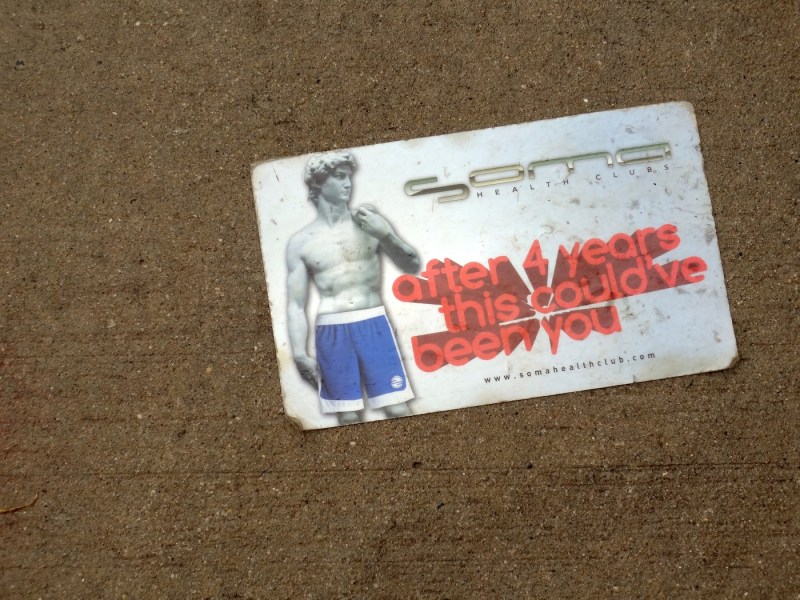 soma
HEALTH CLUBS
after 4 years
this could've
been you
www.somahealthclub.com